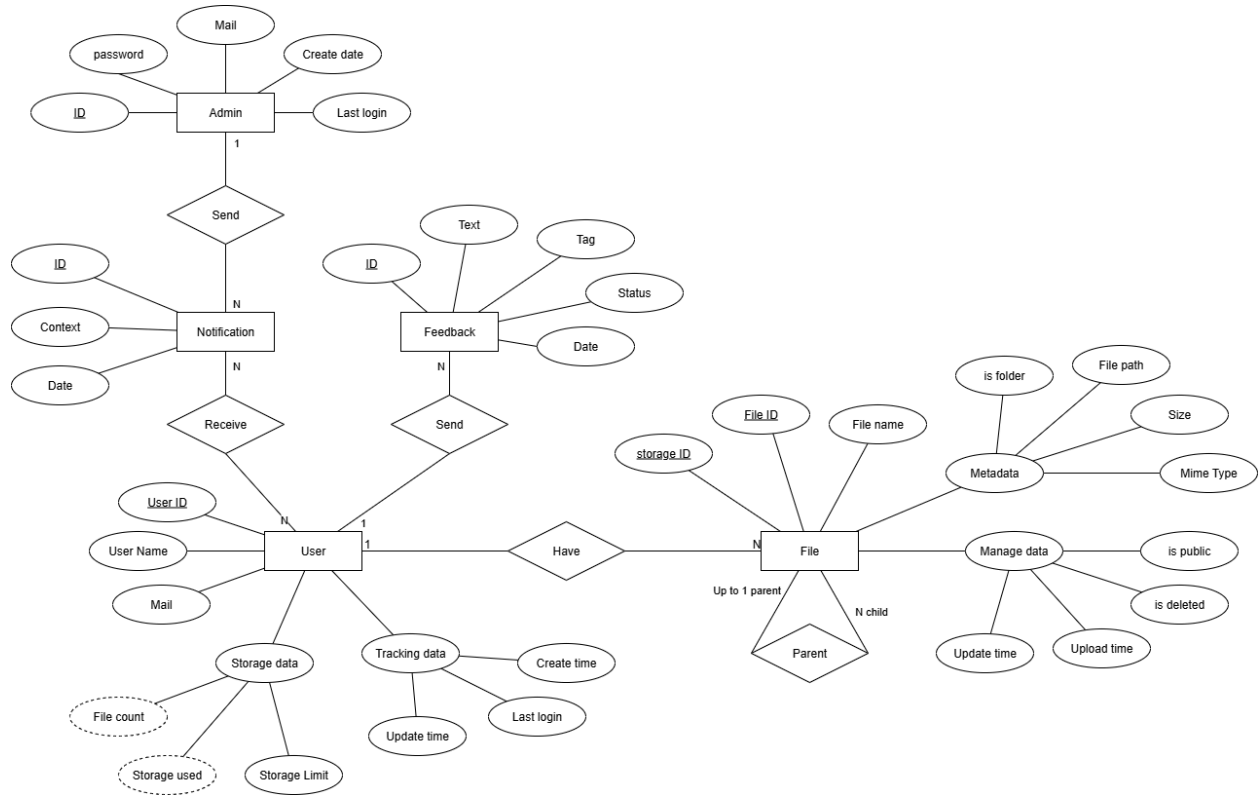 Mail
password
Create date
ID
Admin
Last login
1
Send
N
ID
Context
Date
Notification
N
Receive
Text
ID
Tag
Status
Feedback
Date
N
Send
User ID
User Name
Mail
N
1
User
1
Have
N
storage ID
File ID
File name
File
is folder
File path
Size
Metadata
Mime Type
Manage data
is public
is deleted
Update time
Upload time
Up to 1 parent
N child
Parent
Storage data
File count
Storage used
Storage Limit
Tracking data
Create time
Last login
Update time